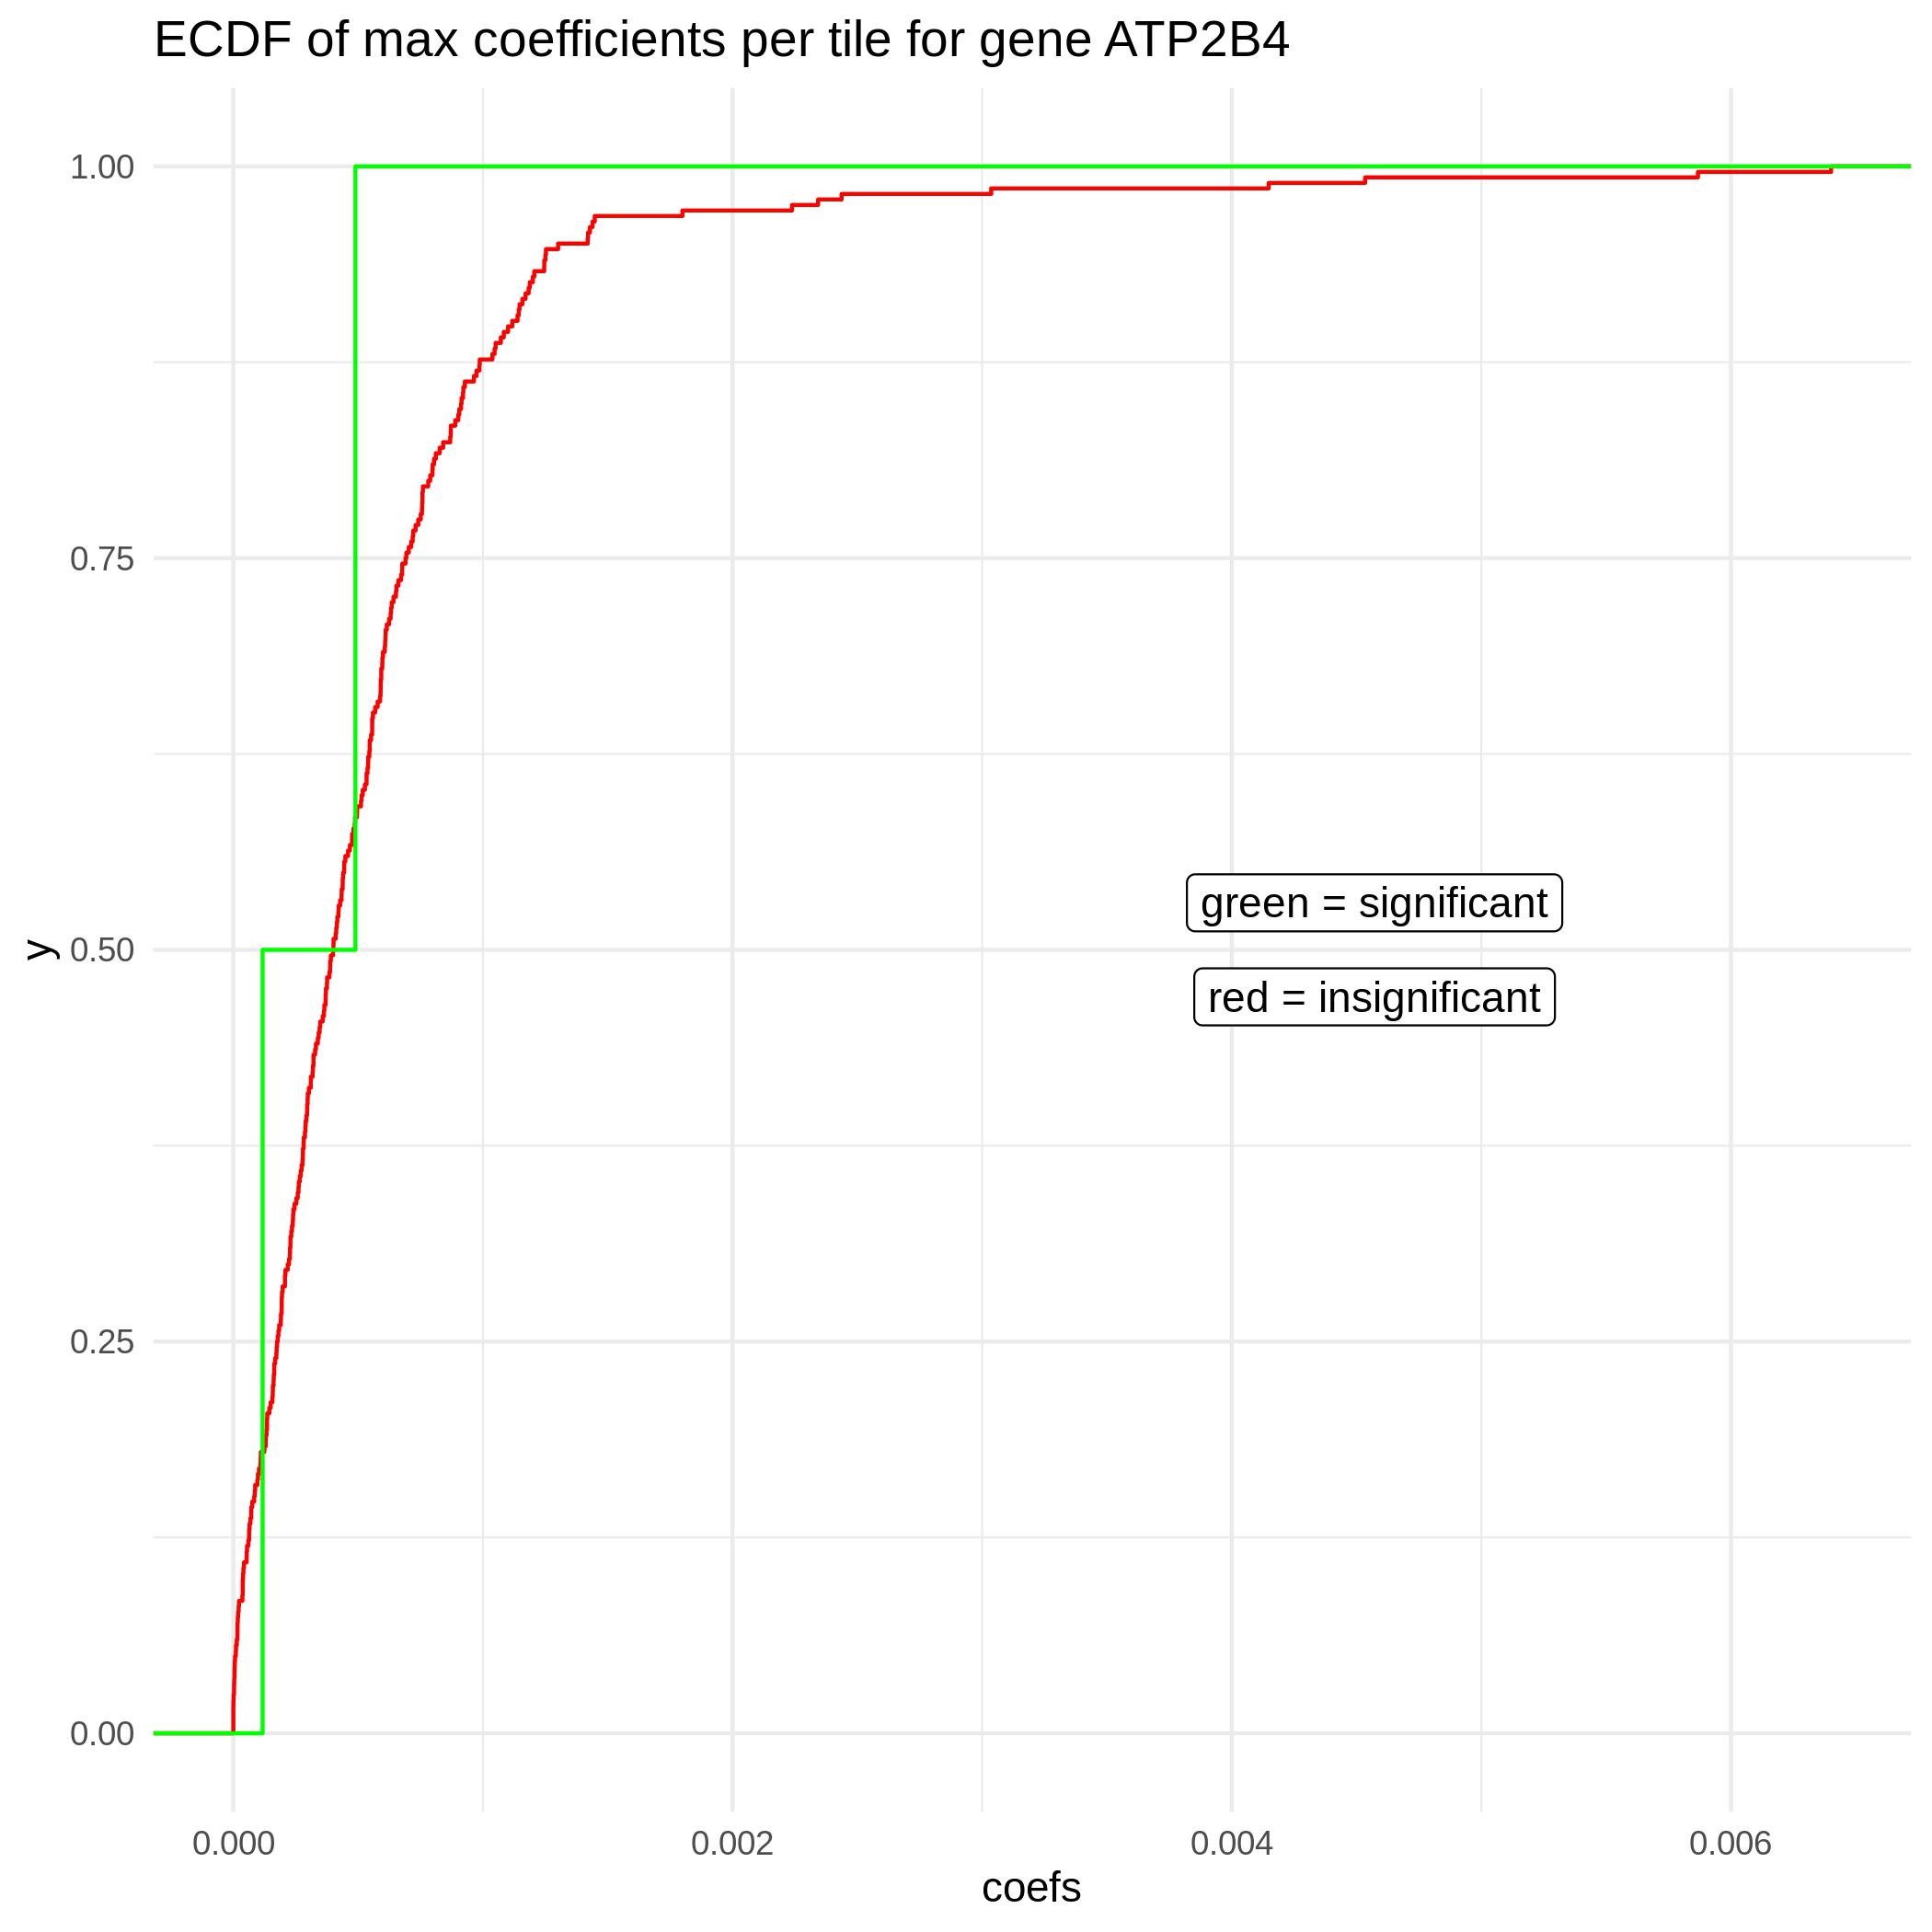 ECDF of max coefficients per tile for gene ATP2B4
1.00
0.75
0.50
0.25
0.00
y
green = significant
red = insignificant
0.000 0.002 0.004 0.006
coefs